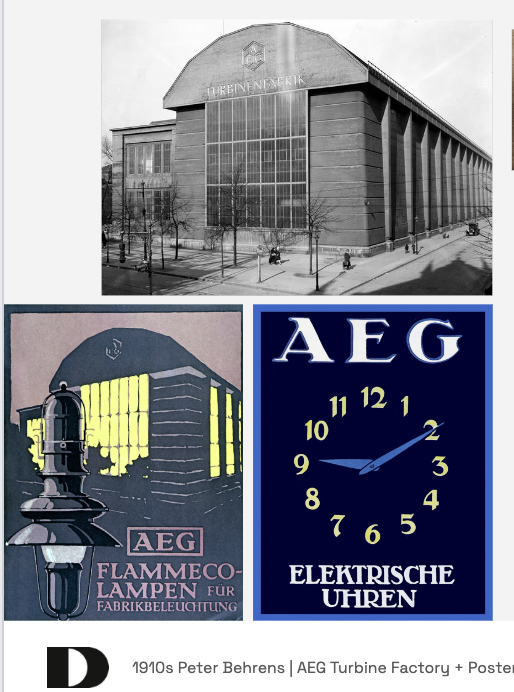 TURBINENFABRIK
AEG
FLAMMECO-
LAMPEN FÜR
FABRIKBELEUCHTUNG
AEG
12
11
1
10
2
9
3
8
4
7
5
6
ELEKTRISCHE
UHREN
D
1910s Peter Behrens | AEG Turbine Factory + Poster